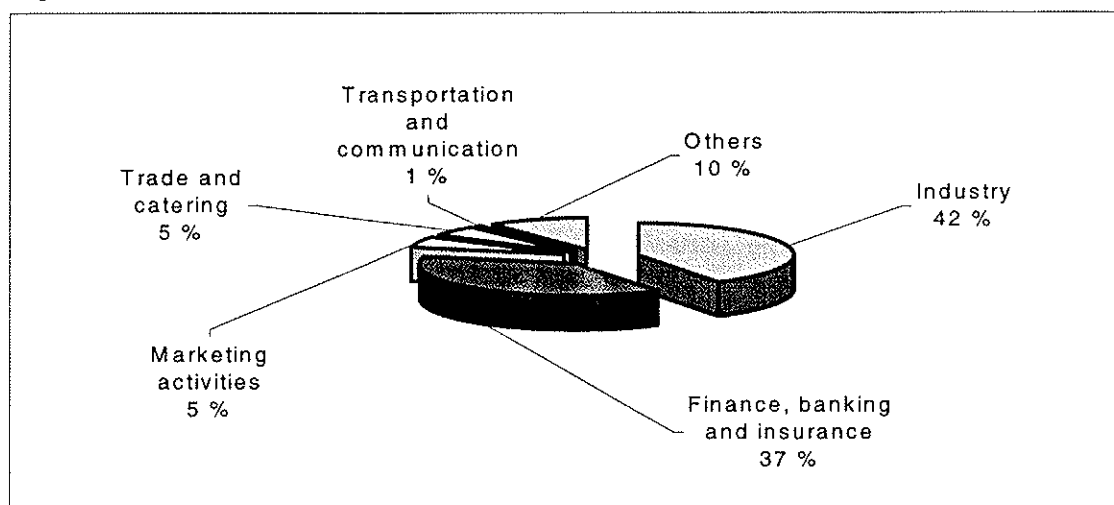 Transportation
and
communication
1 %
Others
10 %
Trade and
catering
5 %
Industry
42 %
Marketing
activities
5 %
Finance, banking
and insurance
37 %